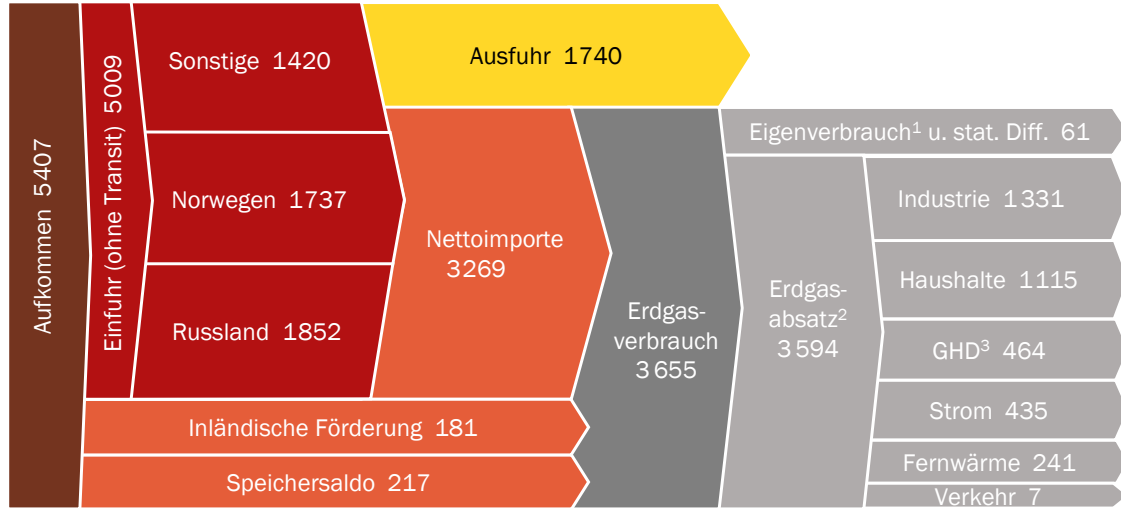 Aufkommen 5407
Einfuhr (ohne Transit) 5009
Sonstige 1420
Norwegen 1737
Russland 1852
Ausfuhr 1740
Nettoimporte
3269
Inländische Förderung 181
Speichersaldo 217
Erdgas-
verbrauch
3655
Eigenverbrauch¹ u. stat. Diff. 61
Erdgas-
absatz²
3594
Industrie 1331
Haushalte 1115
GHD³ 464
Strom 435
Fernwärme 241
Verkehr 7